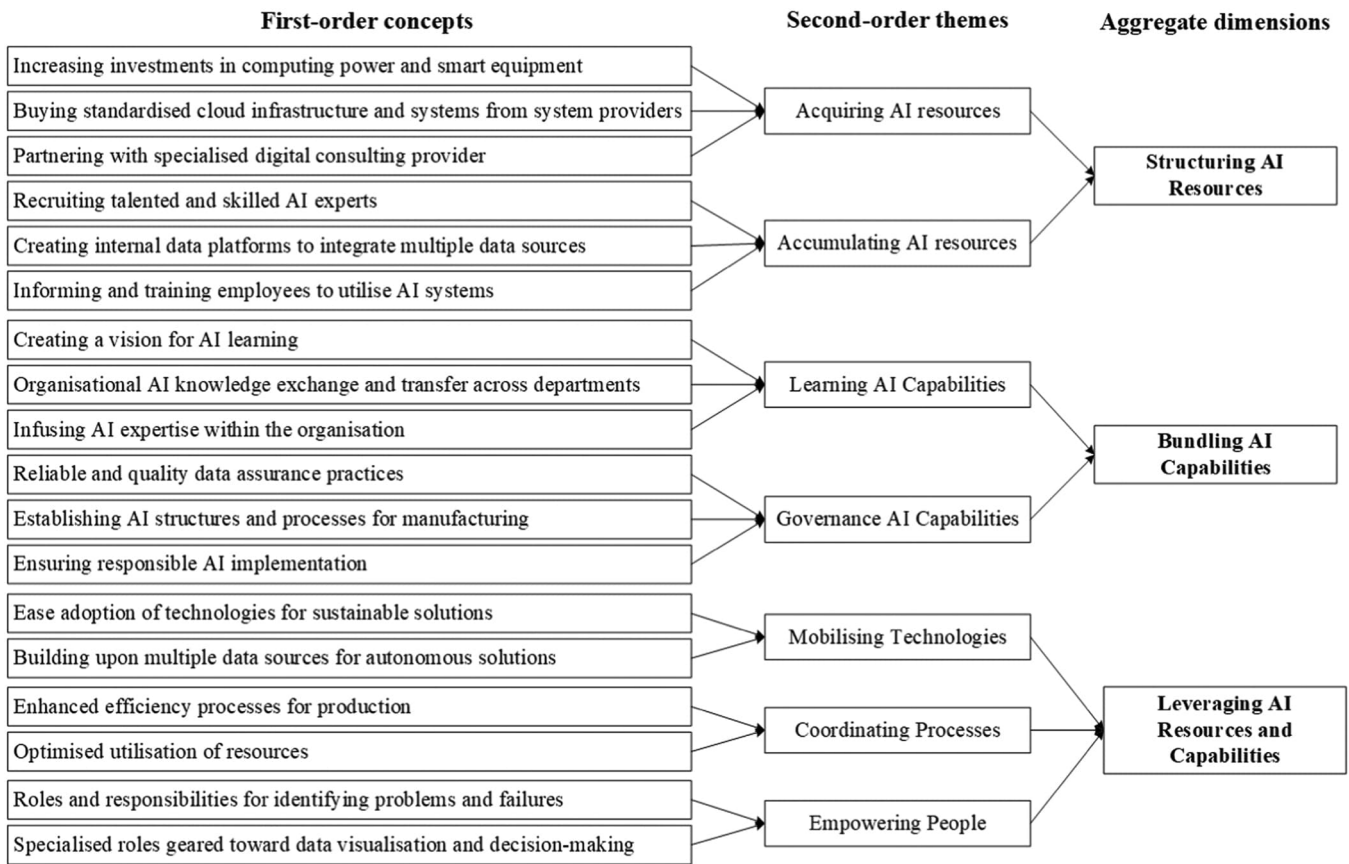 First-order concepts
Second-order themes
Aggregate dimensions
Increasing investments in computing power and smart equipment
Buying standardised cloud infrastructure and systems from system providers
Partnering with specialised digital consulting provider
Acquiring AI resources
Recruiting talented and skilled AI experts
Creating internal data platforms to integrate multiple data sources
Informing and training employees to utilise AI systems
Accumulating AI resources
Structuring AI
Resources
Creating a vision for AI learning
Organisational AI knowledge exchange and transfer across departments
Infusing AI expertise within the organisation
Learning AI Capabilities
Reliable and quality data assurance practices
Establishing AI structures and processes for manufacturing
Ensuring responsible AI implementation
Governance AI Capabilities
Bundling AI
Capabilities
Ease adoption of technologies for sustainable solutions
Building upon multiple data sources for autonomous solutions
Mobilising Technologies
Enhanced efficiency processes for production
Optimised utilisation of resources
Coordinating Processes
Roles and responsibilities for identifying problems and failures
Specialised roles geared toward data visualisation and decision-making
Empowering People
Leveraging AI
Resources and
Capabilities